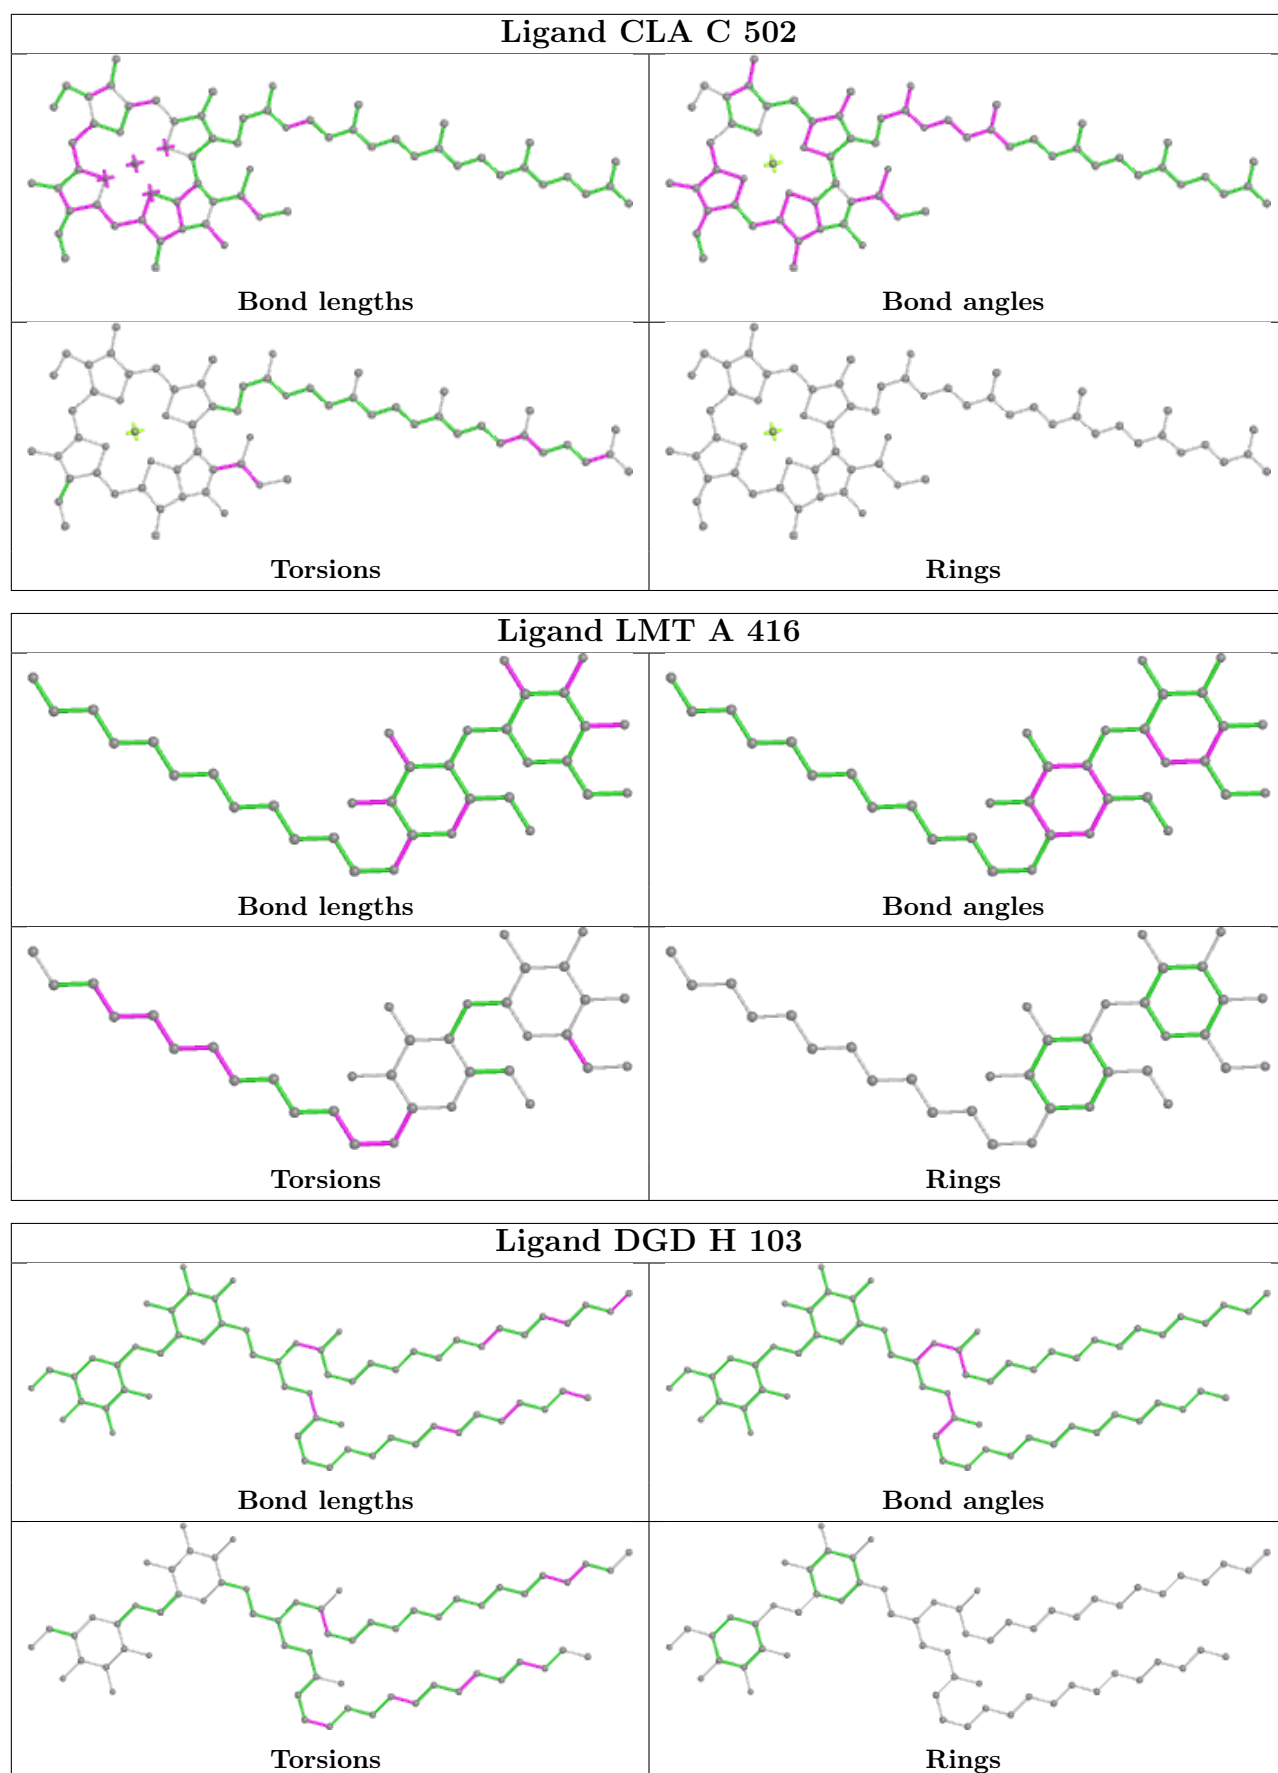 Ligand CLA C 502
Bond lengths
Bond angles
Torsions
Rings
Ligand LMT A 416
Bond lengths
Bond angles
Torsions
Rings
Ligand DGD H 103
Bond lengths
Bond angles
Torsions
Rings